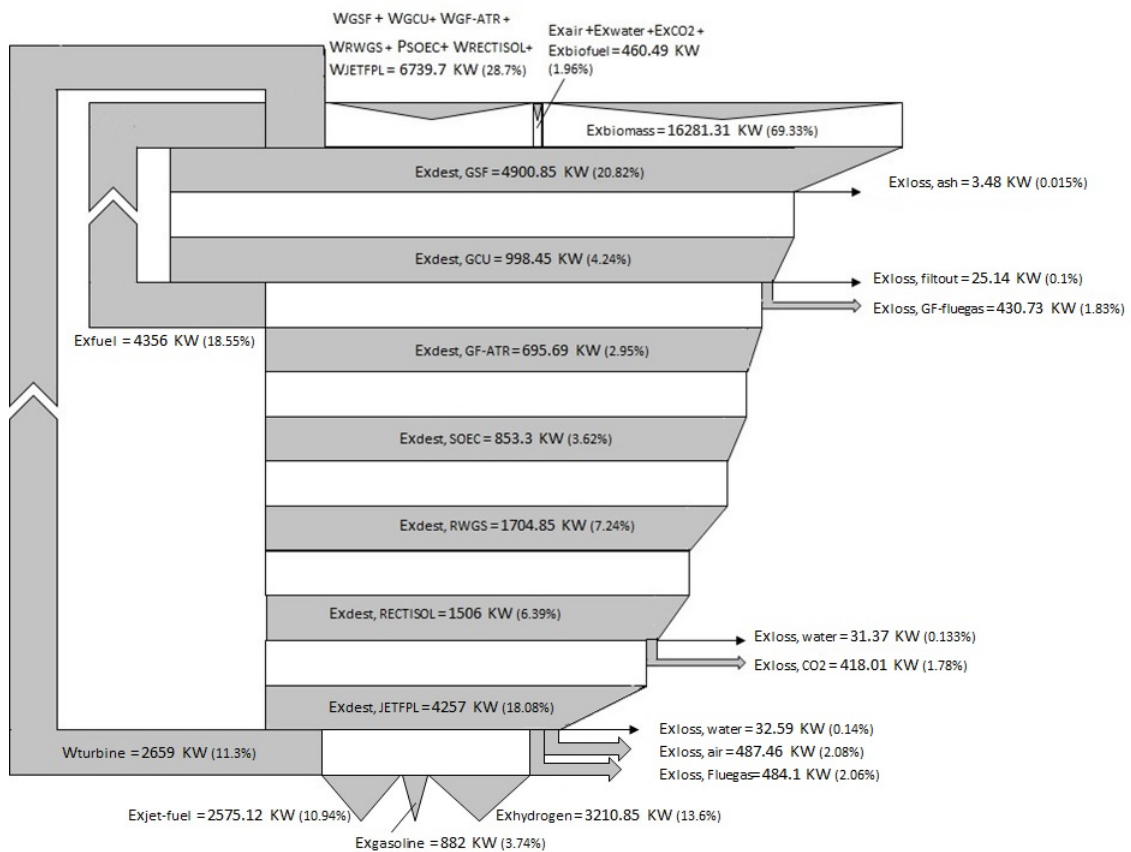 WGSF + WGCU+ WGF-ATR +
WRWGS + PSOEC+ WRECTISOL+
WJETFPL = 6739.7 KW (28.7%)
Exair +Exwater+ExCO2 +
Exbiofuel=460.49 KW
(1.96%)
Exbiomass=16281.31 KW (69.33%)
Exdest, GSF=4900.85 KW (20.82%)
Exloss, ash=3.48 KW (0.015%)
Exdest, GCU=998.45 KW (4.24%)
Exloss, filtout=25.14 KW (0.1%)
Exloss, GF-fluegas=430.73 KW (1.83%)
Exfuel =4356 KW (18.55%)
Exdest, GF-ATR=695.69 KW (2.95%)
Exdest, SOEC=853.3 KW (3.62%)
Exdest, RWGS=1704.85 KW (7.24%)
Exdest, RECTISOL=1506 KW (6.39%)
Exloss, water=31.37 KW (0.133%)
Exloss, CO2=418.01 KW (1.78%)
Exdest, JETFPL=4257 KW (18.08%)
Exloss, water=32.59 KW (0.14%)
Wturbine=2659 KW (11.3%)
Exloss, air=487.46 KW (2.08%)
Exloss, Fluegas=484.1 KW (2.06%)
Exjet-fuel=2575.12 KW (10.94%)
Exhydrogen=3210.85 KW (13.6%)
Exgasoline=882 KW (3.74%)